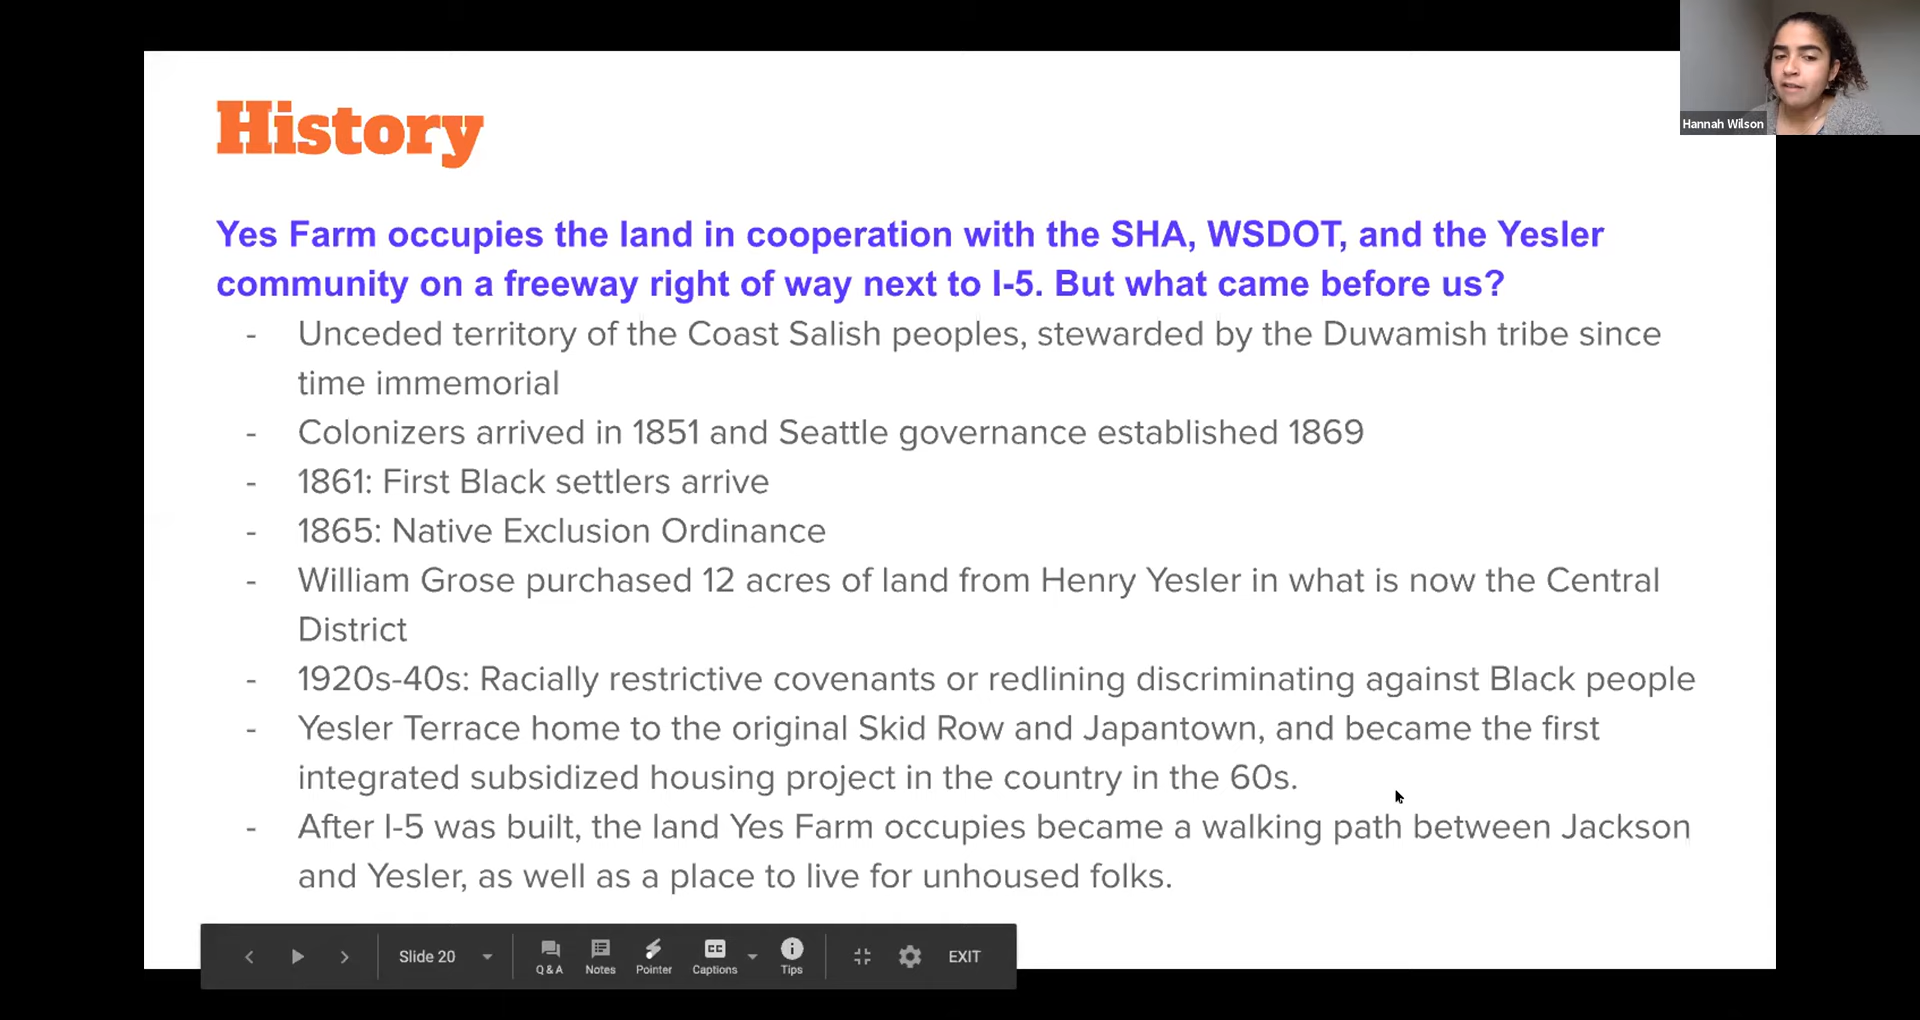 History
Hannah Wilson
Yes Farm occupies the land in cooperation with the SHA, WSDOT, and the Yesler
community on a freeway right of way next to I-5. But what came before us?
- Unceded territory of the Coast Salish peoples, stewarded by the Duwamish tribe since
time immemorial
- Colonizers arrived in 1851 and Seattle governance established 1869
- 1861: First Black settlers arrive
- 1865: Native Exclusion Ordinance
- William Grose purchased 12 acres of land from Henry Yesler in what is now the Central
District
- 1920s-40s: Racially restrictive covenants or redlining discriminating against Black people
- Yesler Terrace home to the original Skid Row and Japantown, and became the first
integrated subsidized housing project in the country in the 60s.
- After I-5 was built, the land Yes Farm occupies became a walking path between Jackson
and Yesler, as well as a place to live for unhoused folks.
Slide 20 Q & A Notes Pointer CC Captions Tips EXIT